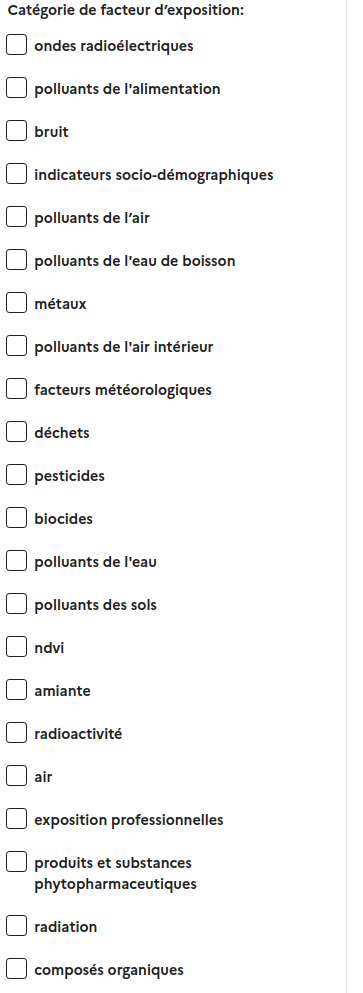 Catégorie de facteur d’exposition:
ondes radioélectriques
polluants de l'alimentation
bruit
indicateurs socio-démographiques
polluants de l’air
polluants de l'eau de boisson
métaux
polluants de l'air intérieur
facteurs météorologiques
déchets
pesticides
biocides
polluants de l'eau
polluants des sols
ndvi
amiante
radioactivité
air
exposition professionnelles
produits et substances
phytopharmaceutiques
radiation
composés organiques